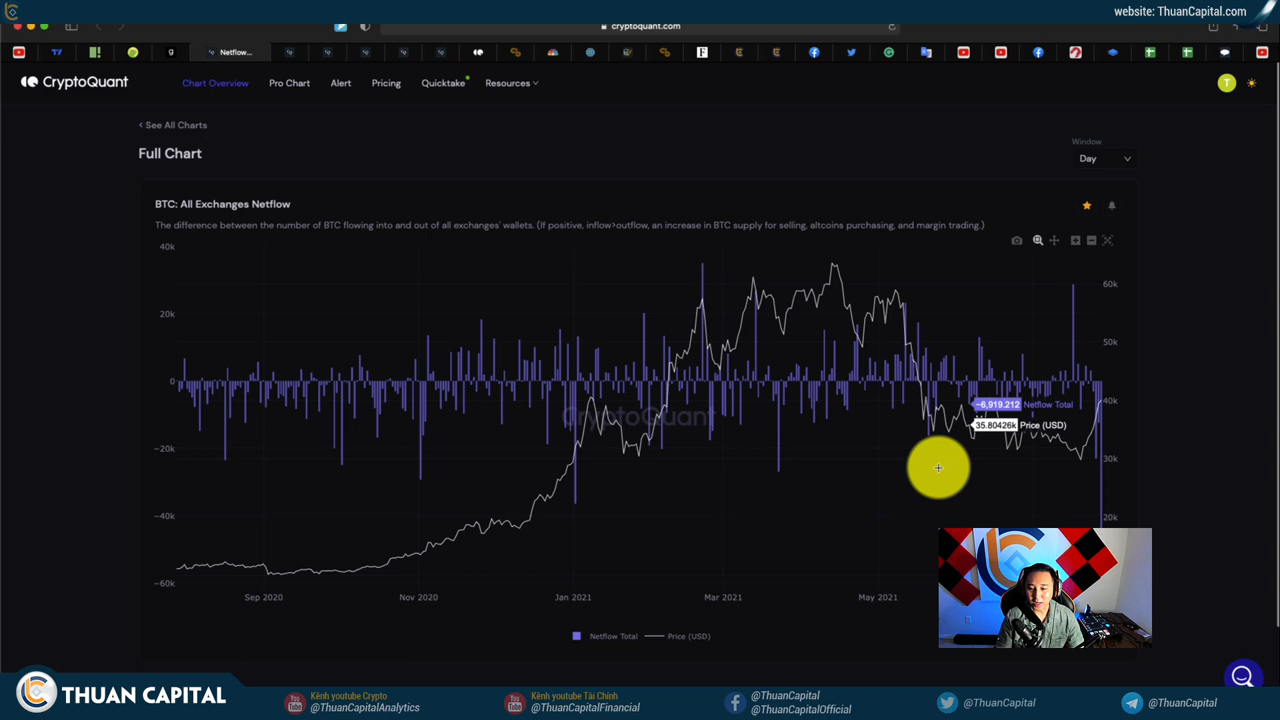 website: ThuanCapital.com
cryptoquant.com
Netflow...
CryptoQuant
Chart Overview
Pro Chart
Alert
Pricing
Quicktake
Resources
T
< See All Charts
Full Chart
Window
Day
BTC: All Exchanges Netflow
The difference between the number of BTC flowing into and out of all exchanges' wallets. (If positive, inflow>outflow, an increase in BTC supply for selling, altcoins purchasing, and margin trading.)
40k
20k
0
−20k
−40k
−60k
60k
50k
40k
30k
20k
CryptoQuant
−6,919.212 Netflow Total
35.80426k Price (USD)
Sep 2020
Nov 2020
Jan 2021
Mar 2021
May 2021
Netflow Total
Price (USD)
THUAN CAPITAL
Kênh youtube Crypto
@ThuanCapitalAnalytics
Kênh youtube Tài Chính
@ThuanCapitalFinancial
@ThuanCapital
@ThuanCapitalOfficial
@ThuanCapital
@ThuanCapital